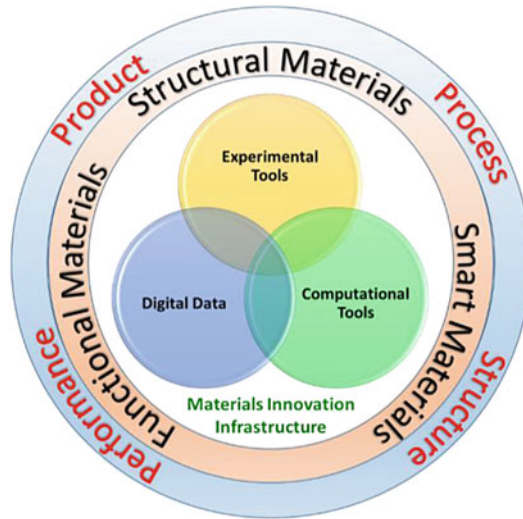 Product
Process
Structural Materials
Functional Materials
Smart Materials
Performance
Structure
Experimental
Tools
Digital Data
Computational
Tools
Materials Innovation
Infrastructure